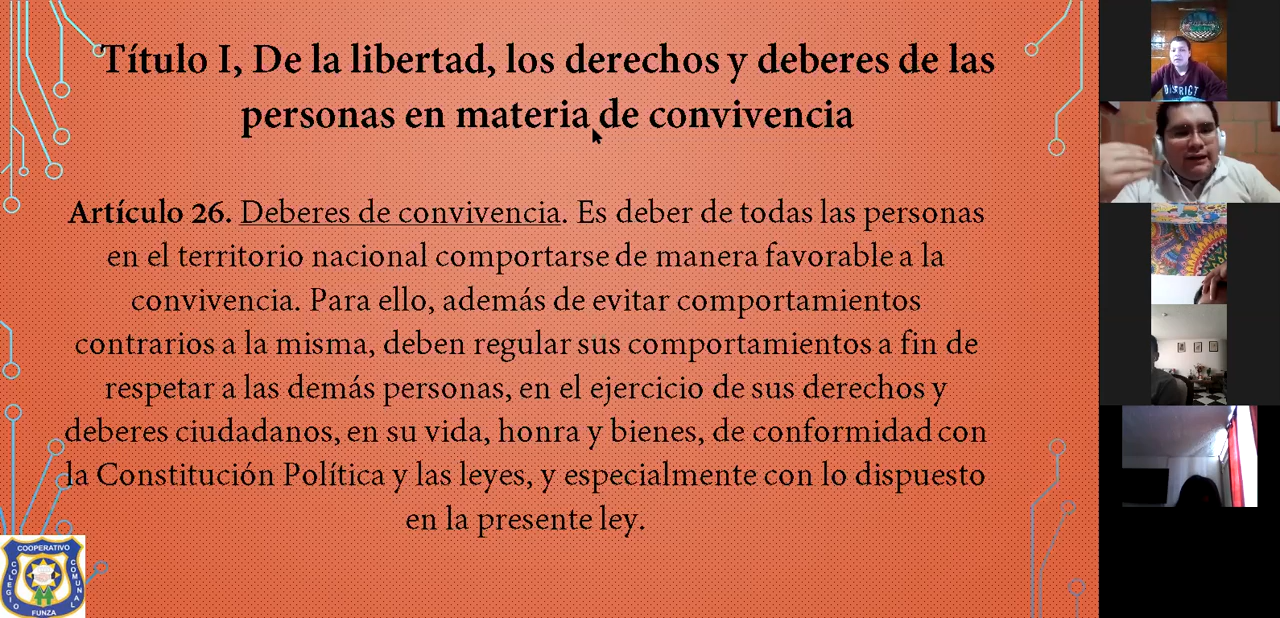 Título I, De la libertad, los derechos y deberes de las
personas en materia de convivencia
Artículo 26. Deberes de convivencia. Es deber de todas las personas
en el territorio nacional comportarse de manera favorable a la
convivencia. Para ello, además de evitar comportamientos
contrarios a la misma, deben regular sus comportamientos a fin de
respetar a las demás personas, en el ejercicio de sus derechos y
deberes ciudadanos, en su vida, honra y bienes, de conformidad con
la Constitución Política y las leyes, y especialmente con lo dispuesto
en la presente ley.
COOPERATIVO
COLEGIO
COMUNAL
FUNZA
DISTRICT